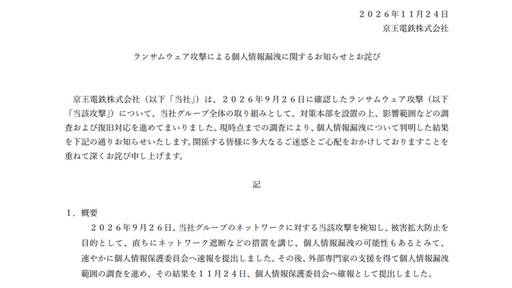 ２０２６年１１月２４日
京王電鉄株式会社
ランサムウェア攻撃による個人情報漏洩に関するお知らせとお詫び
京王電鉄株式会社（以下「当社」）は、２０２６年９月２６日に確認したランサムウェア攻撃（以下
「当該攻撃」）について、当社グループ全体の取り組みとして、対策本部を設置の上、影響範囲などの調
査および復旧対応を進めてまいりました。現時点までの調査により、個人情報漏洩について判明した結果
を下記の通りお知らせいたします。関係する皆様に多大なるご迷惑とご心配をおかけしておりますことを
重ねて深くお詫び申し上げます。
記
１．概要
２０２６年９月２６日、当社グループのネットワークに対する当該攻撃を検知し、被害拡大防止を
目的として、直ちにネットワーク遮断などの措置を講じ、個人情報漏洩の可能性もあるとみて、
速やかに個人情報保護委員会へ速報を提出しました。その後、外部専門家の支援を得て個人情報漏洩
範囲の調査を進め、その結果を１１月２４日、個人情報保護委員会へ確報として提出しました。